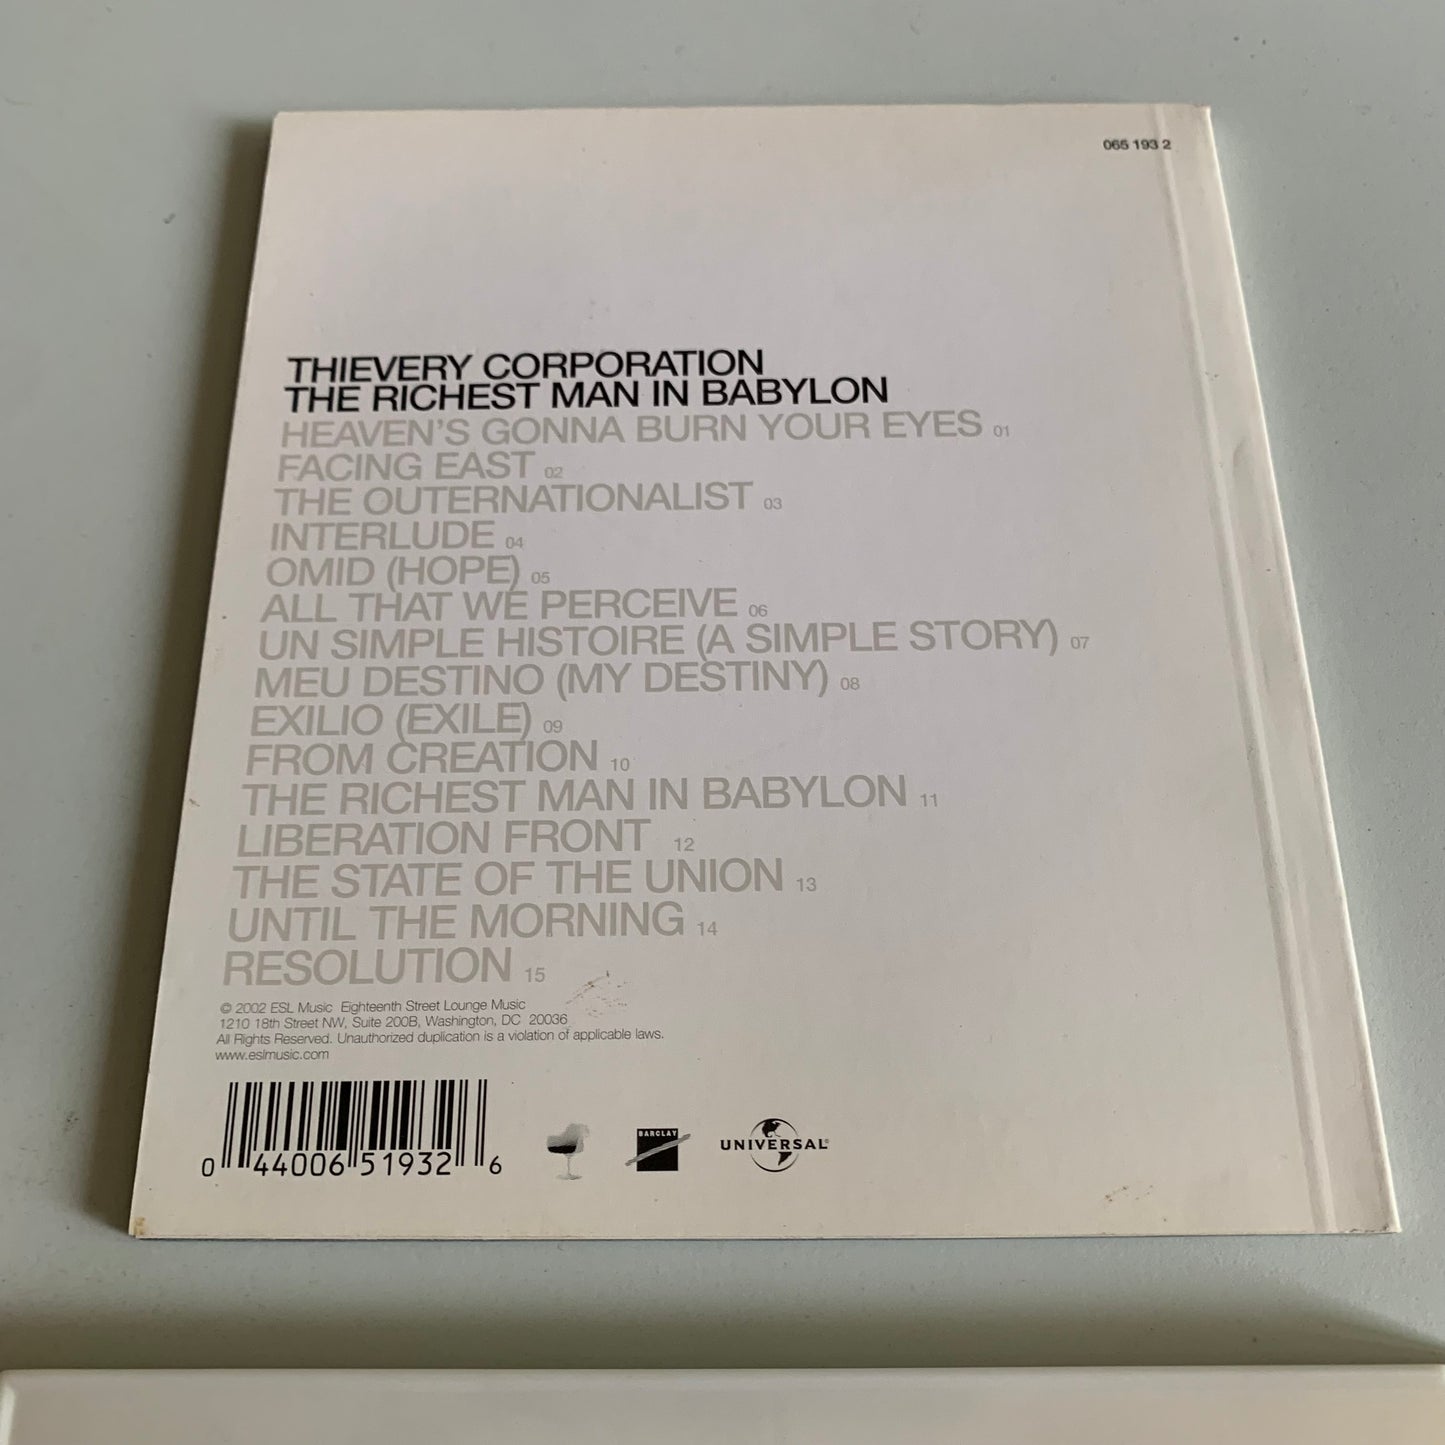 065 193 2
THIEVERY CORPORATION
THE RICHEST MAN IN BABYLON
HEAVEN'S GONNA BURN YOUR EYES 01
FACING EAST 02
THE OUTERNATIONALIST 03
INTERLUDE 04
OMID (HOPE) 05
ALL THAT WE PERCEIVE 06
UN SIMPLE HISTOIRE (A SIMPLE STORY) 07
MEU DESTINO (MY DESTINY) 08
EXILIO (EXILE) 09
FROM CREATION 10
THE RICHEST MAN IN BABYLON 11
LIBERATION FRONT 12
THE STATE OF THE UNION 13
UNTIL THE MORNING 14
RESOLUTION 15
© 2002 ESL Music Eighteenth Street Lounge Music
1210 18th Street NW, Suite 200B, Washington, DC 20036
All Rights Reserved. Unauthorized duplication is a violation of applicable laws.
www.eslmusic.com
0 44006 51932 6
BARCLAY
UNIVERSAL